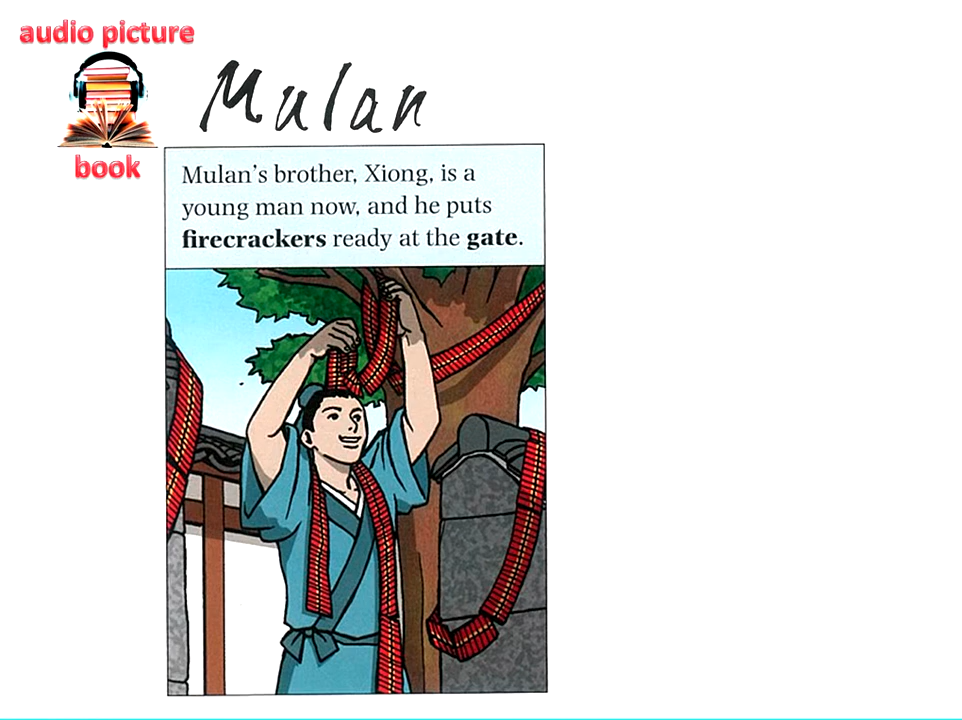 audio picture
book
Mulan
Mulan's brother, Xiong, is a
young man now, and he puts
firecrackers ready at the gate.